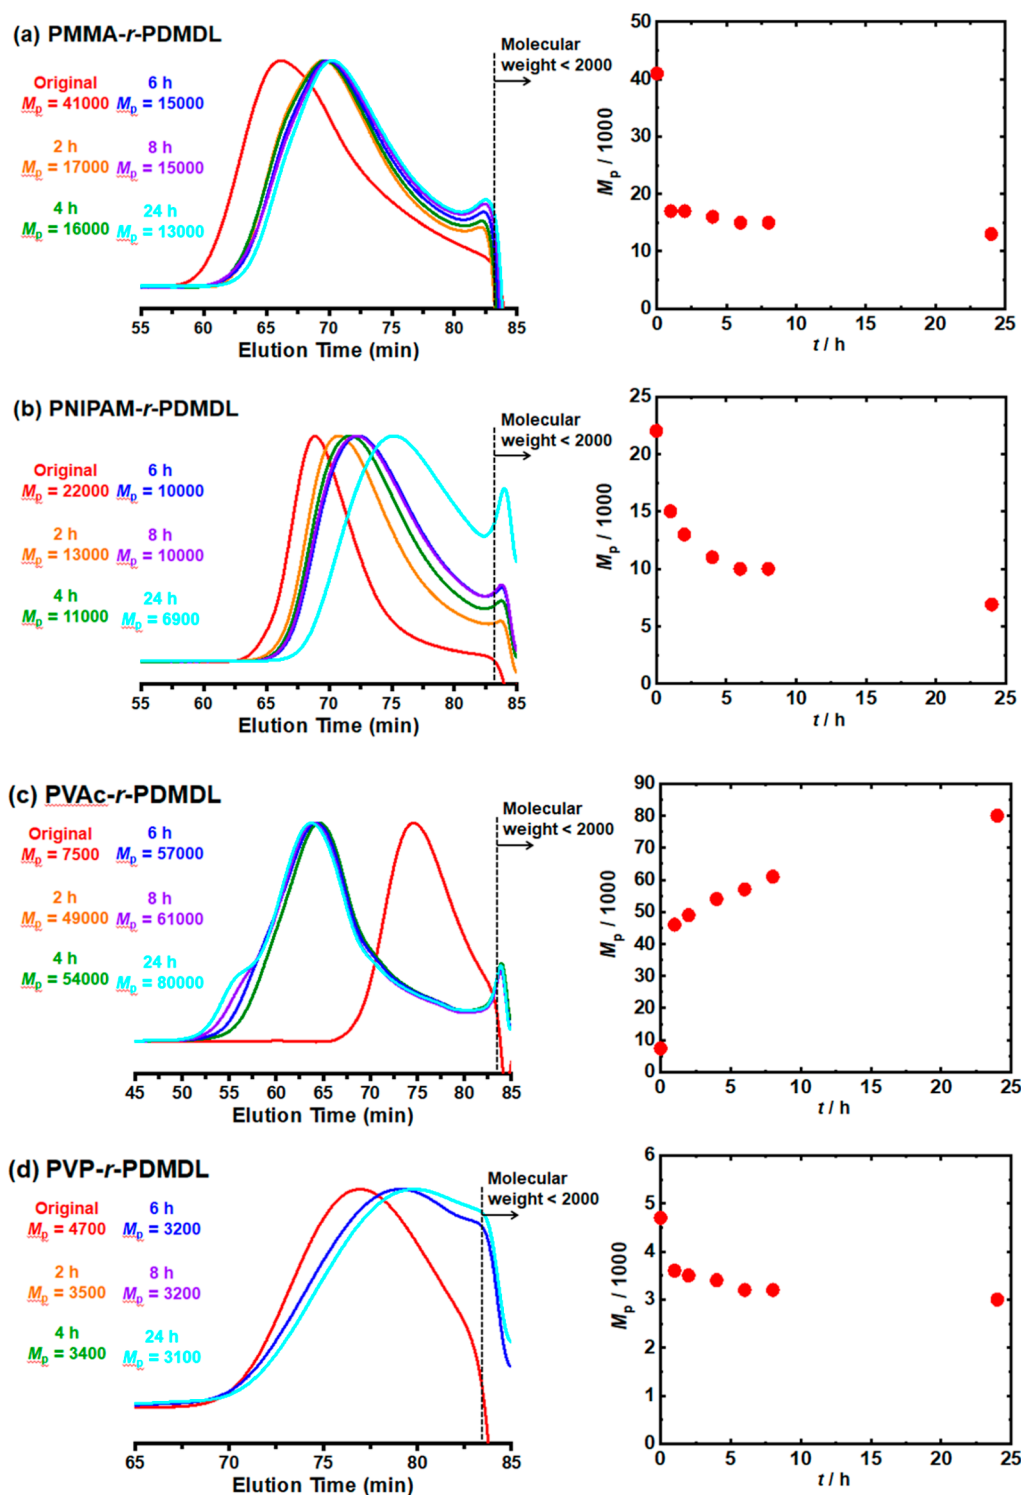 (a) PMMA-r-PDMDL
Original
Mp = 41000
6 h
Mp = 15000
2 h
Mp = 17000
8 h
Mp = 15000
4 h
Mp = 16000
24 h
Mp = 13000
Molecular
weight < 2000
55 60 65 70 75 80 85
Elution Time (min)
50
40
30
20
10
0
Mp / 1000
0 5 10 15 20 25
t / h
(b) PNIPAM-r-PDMDL
Original
Mp = 22000
6 h
Mp = 10000
2 h
Mp = 13000
8 h
Mp = 10000
4 h
Mp = 11000
24 h
Mp = 6900
Molecular
weight < 2000
55 60 65 70 75 80 85
Elution Time (min)
25
20
15
10
5
0
Mp / 1000
0 5 10 15 20 25
t / h
(c) PVAc-r-PDMDL
Original
Mp = 7500
6 h
Mp = 57000
2 h
Mp = 49000
8 h
Mp = 61000
4 h
Mp = 54000
24 h
Mp = 80000
Molecular
weight < 2000
45 50 55 60 65 70 75 80 85
Elution Time (min)
90
80
70
60
50
40
30
20
10
0
Mp / 1000
0 5 10 15 20 25
t / h
(d) PVP-r-PDMDL
Original
Mp = 4700
6 h
Mp = 3200
2 h
Mp = 3500
8 h
Mp = 3200
4 h
Mp = 3400
24 h
Mp = 3100
Molecular
weight < 2000
65 70 75 80 85
Elution Time (min)
6
5
4
3
2
1
0
Mp / 1000
0 5 10 15 20 25
t / h